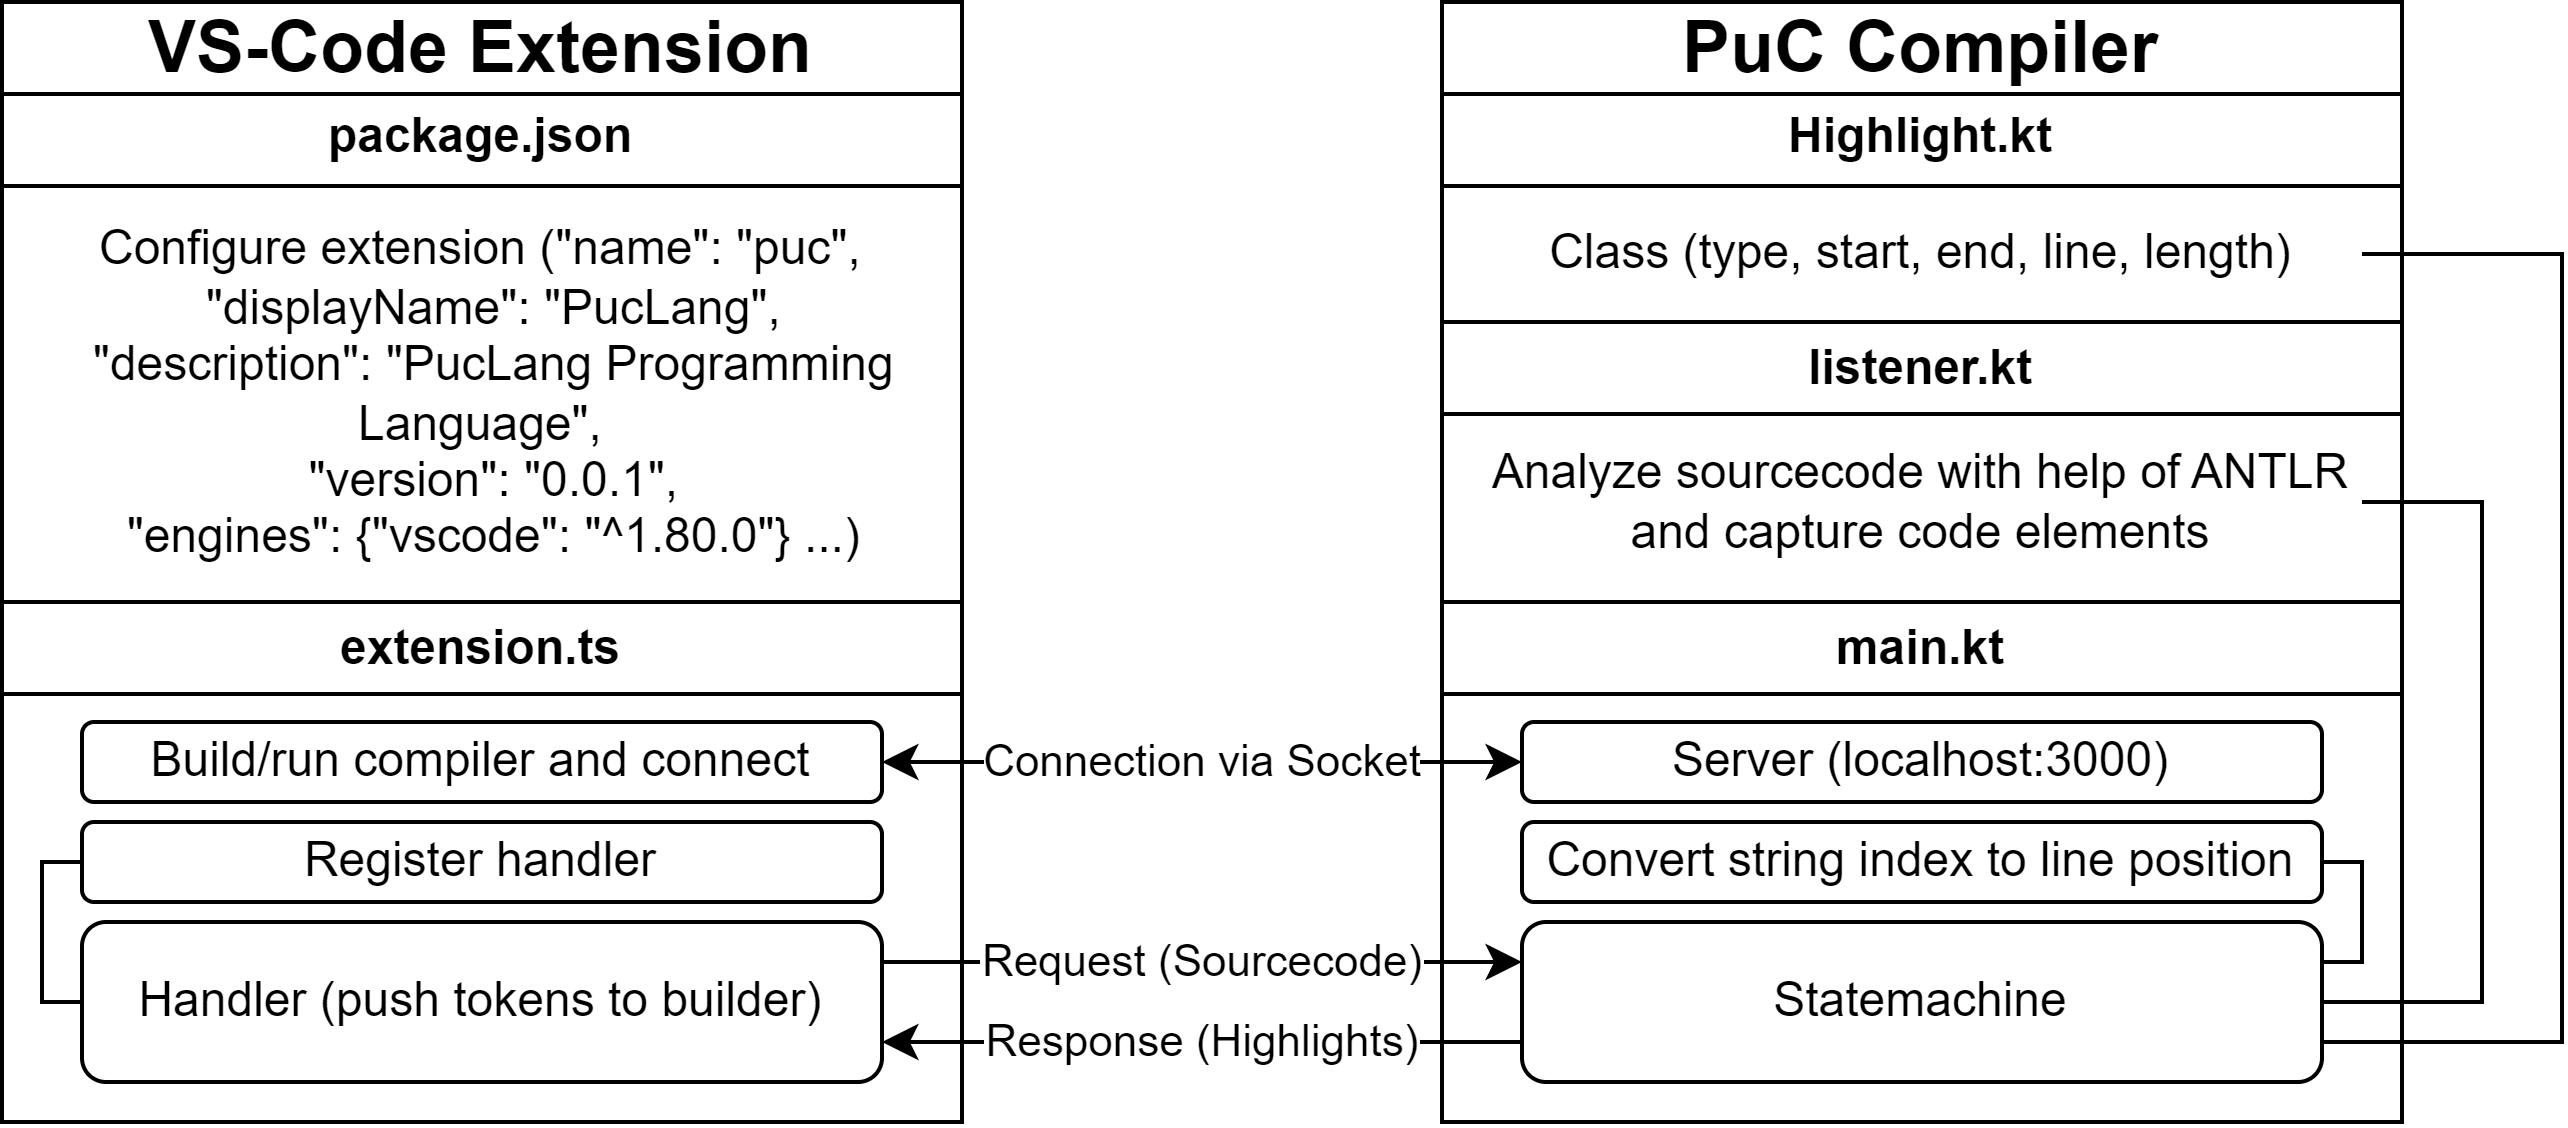 VS-Code Extension
package.json
Configure extension ("name": "puc",
"displayName": "PucLang",
"description": "PucLang Programming
Language",
"version": "0.0.1",
"engines": {"vscode": "^1.80.0"} ...)
extension.ts
Build/run compiler and connect
Register handler
Handler (push tokens to builder)
Connection via Socket
Request (Sourcecode)
Response (Highlights)
PuC Compiler
Highlight.kt
Class (type, start, end, line, length)
listener.kt
Analyze sourcecode with help of ANTLR
and capture code elements
main.kt
Server (localhost:3000)
Convert string index to line position
Statemachine